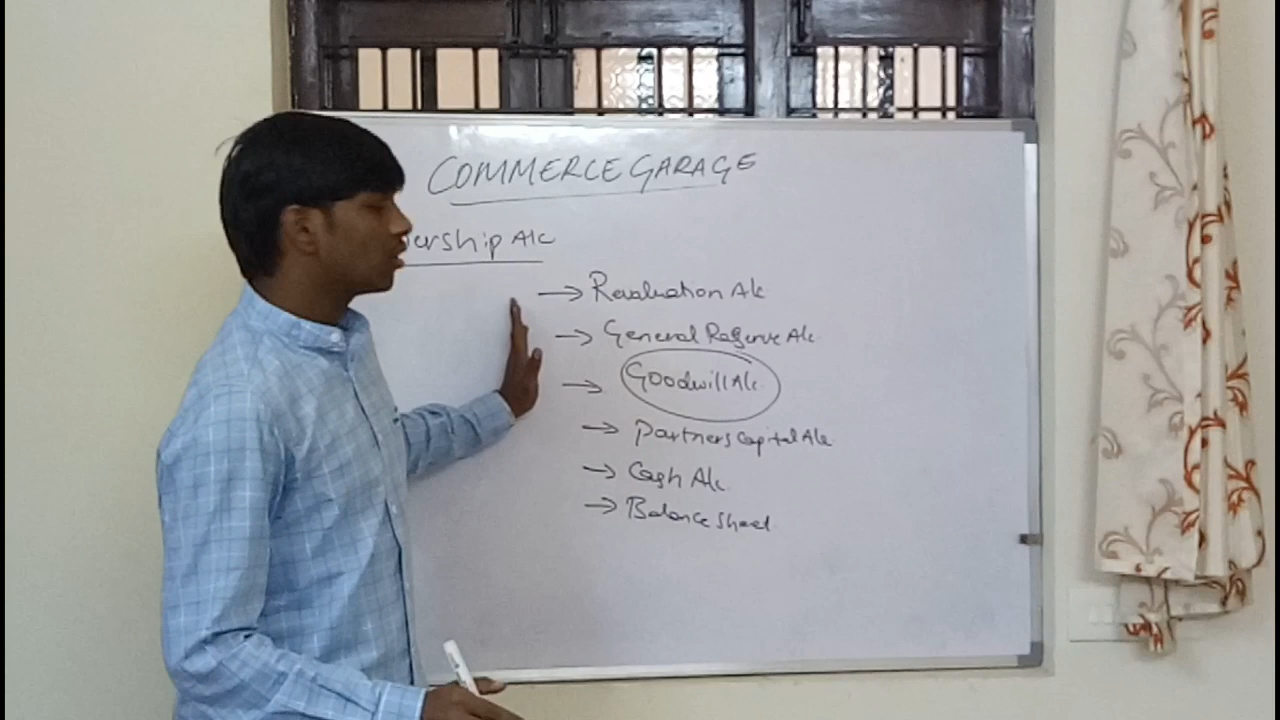 COMMERCE GARAGE
ership A/c
→ Revaluation A/c
→ General Reserve A/c
→ Goodwill A/c
→ Partners Capital A/c
→ Cash A/c
→ Balance Sheet